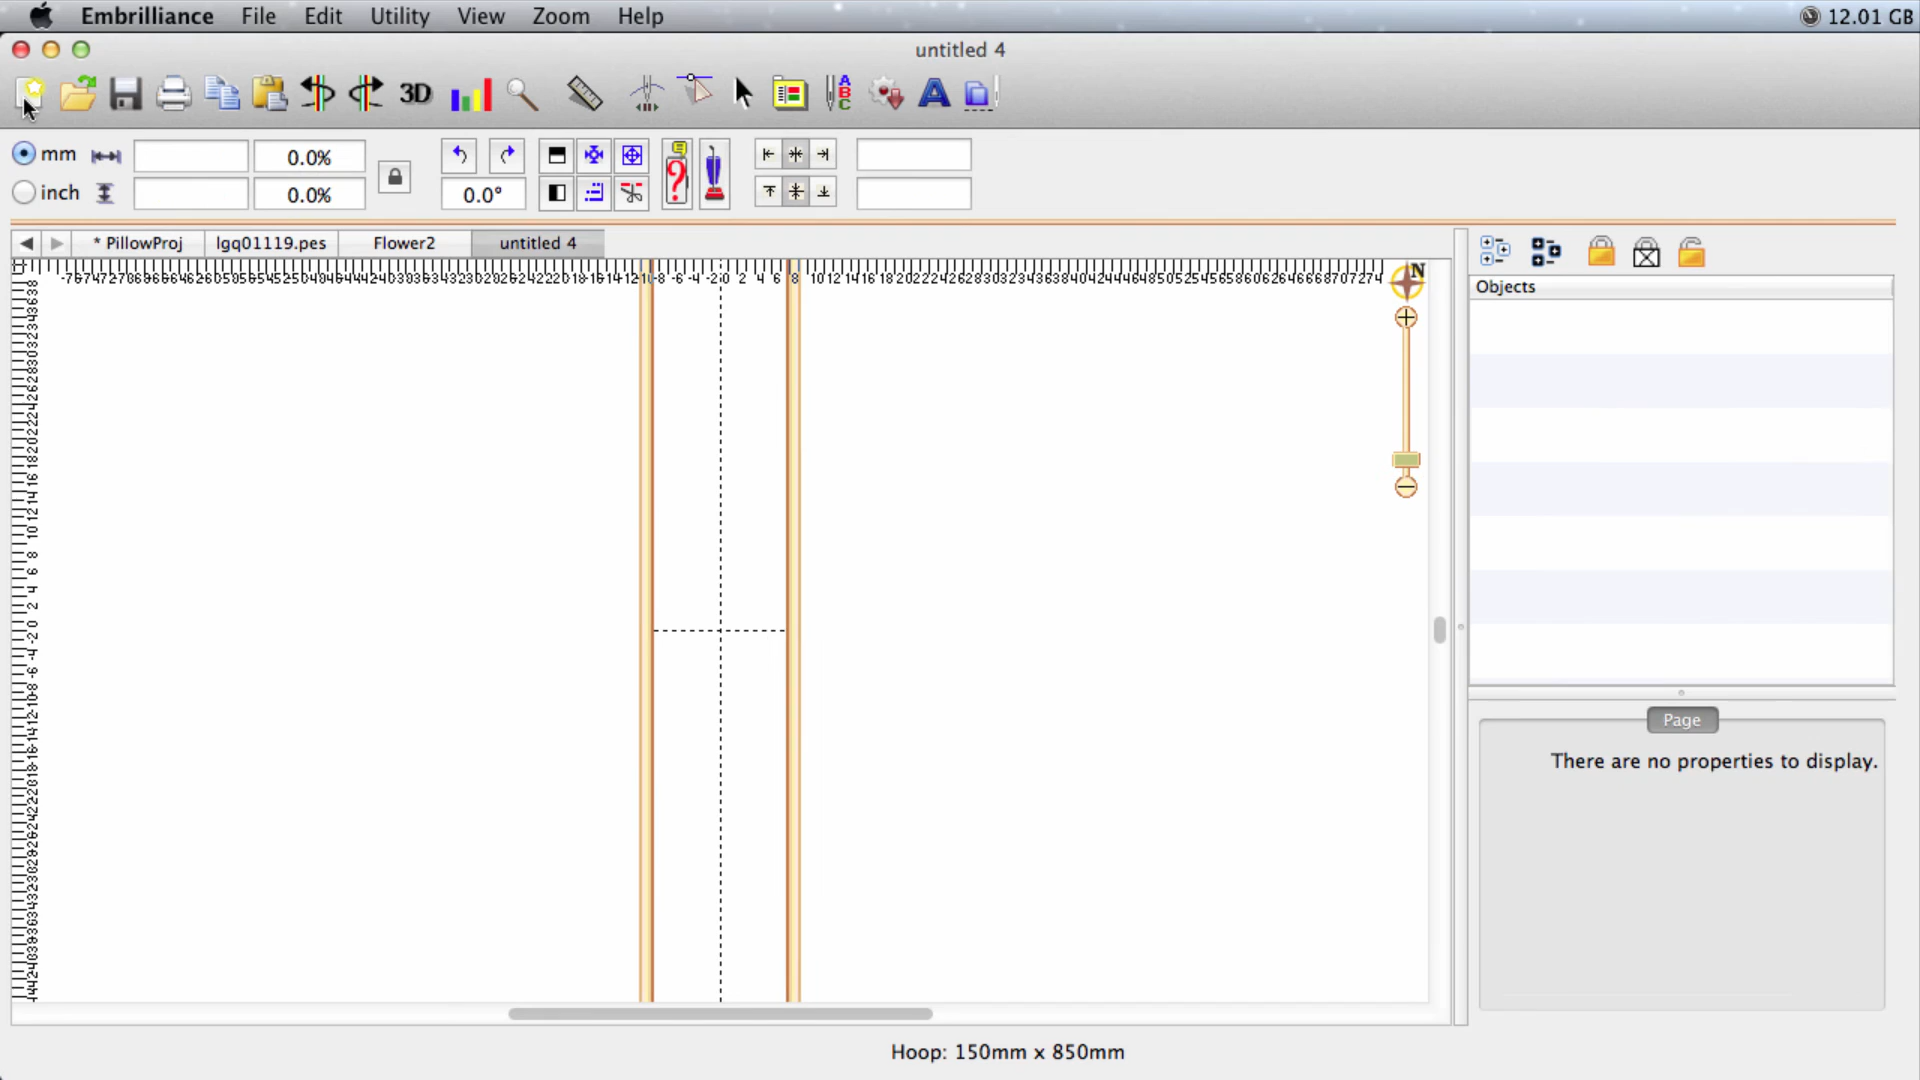 Embrilliance File Edit Utility View Zoom Help 12.01 GB
untitled 4
3D ABC A
mm 0.0%
inch 0.0% 0.0°
* PillowProj lgq01119.pes Flower2 untitled 4
N
Objects
Page
There are no properties to display.
Hoop: 150mm x 850mm